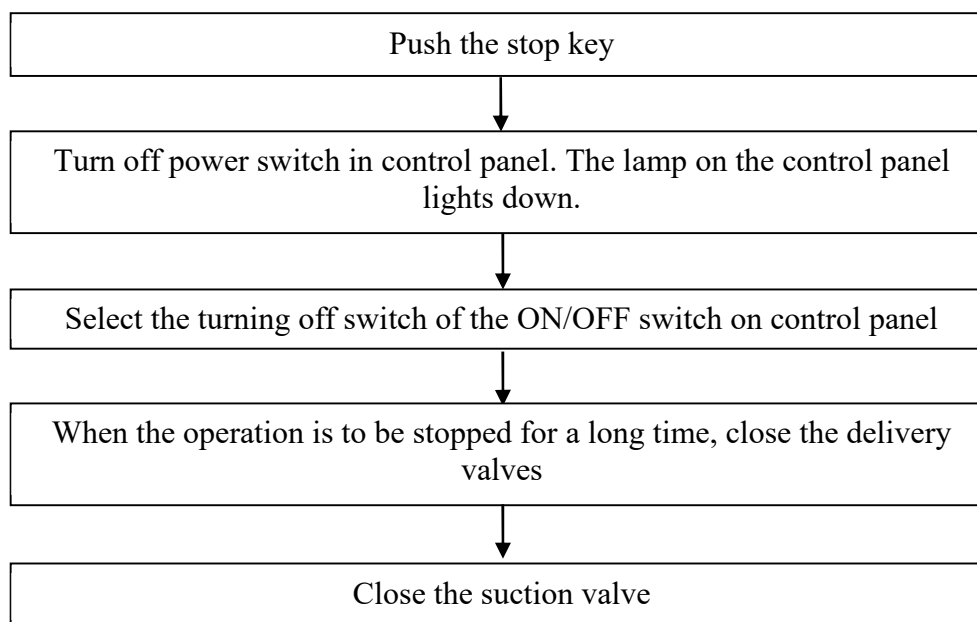 Push the stop key
Turn off power switch in control panel. The lamp on the control panel
lights down.
Select the turning off switch of the ON/OFF switch on control panel
When the operation is to be stopped for a long time, close the delivery
valves
Close the suction valve